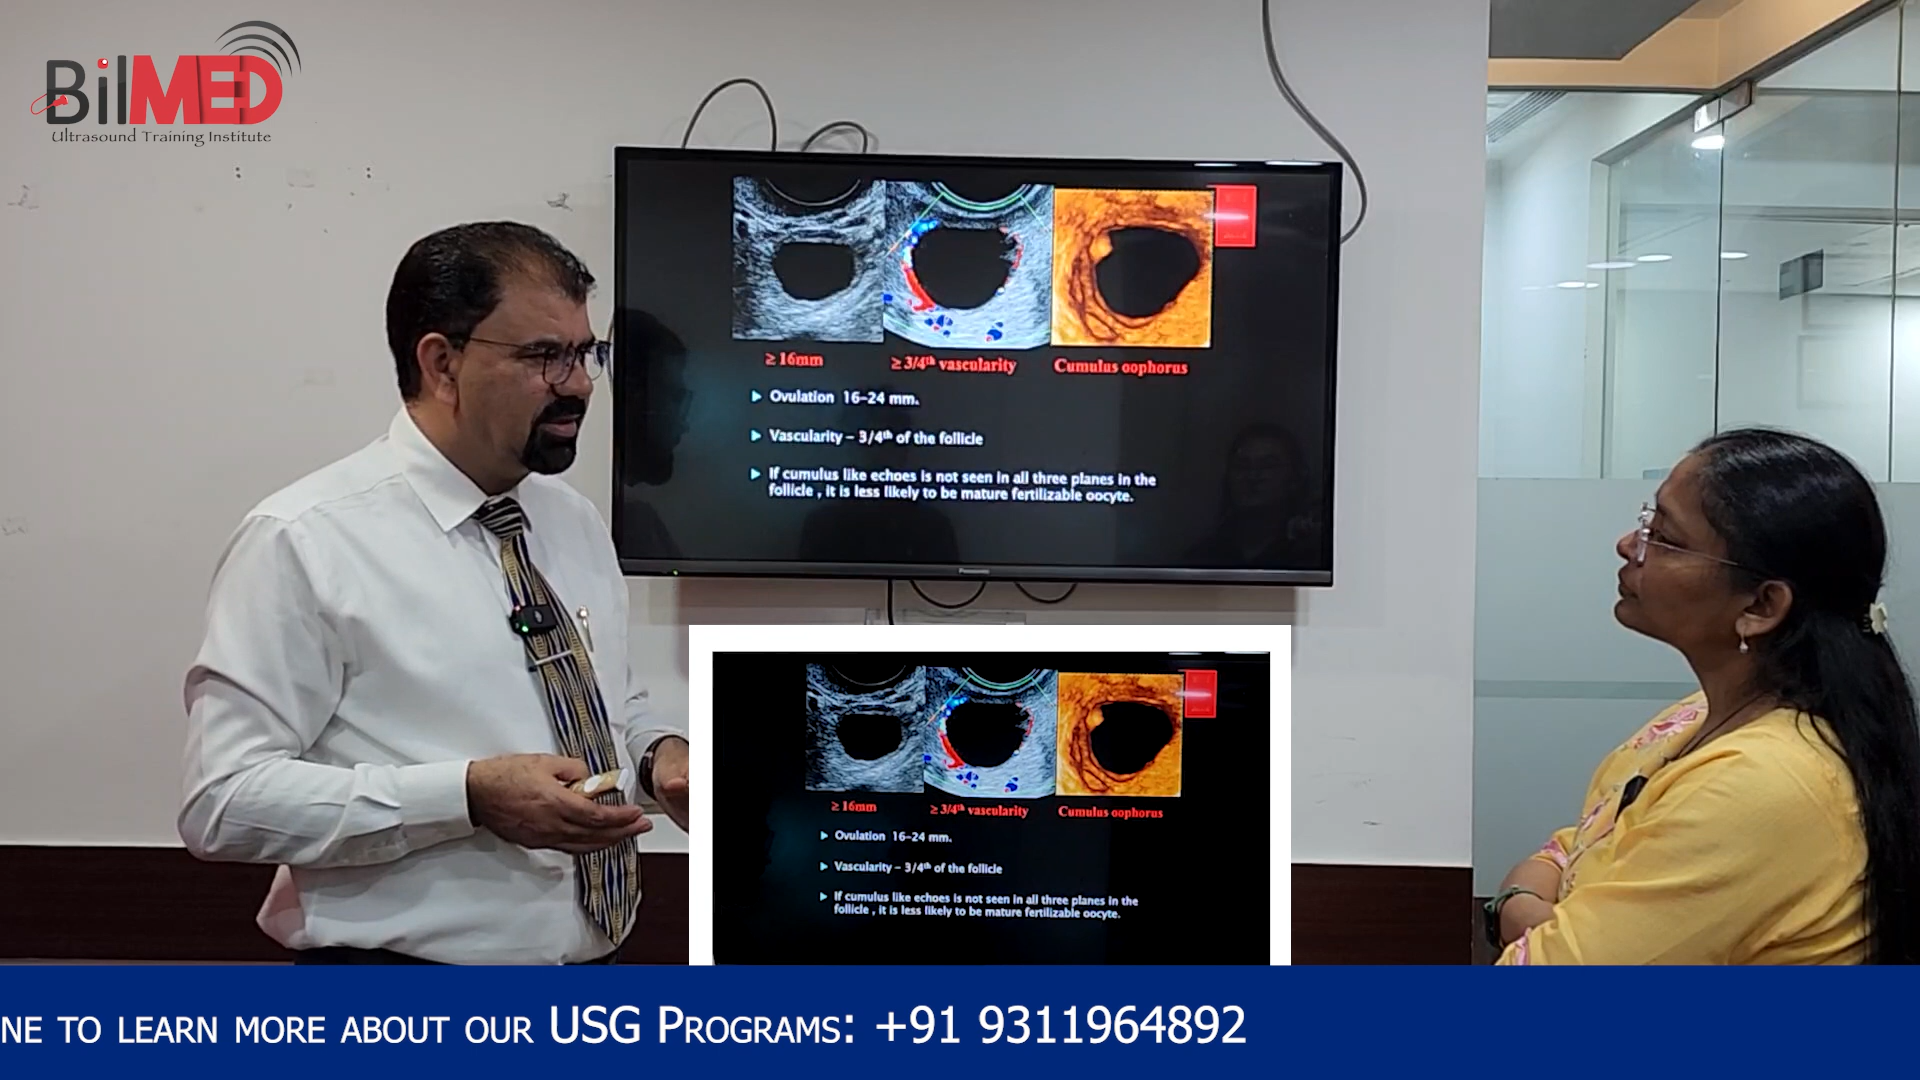 BilMED
Ultrasound Training Institute
≥ 16mm
≥ 3/4th vascularity
Cumulus oophorus
Ovulation 16-24 mm.
Vascularity – 3/4th of the follicle
If cumulus like echoes is not seen in all three planes in the
follicle , it is less likely to be mature fertilizable oocyte.
Panasonic
≥ 16mm
≥ 3/4th vascularity
Cumulus oophorus
Ovulation 16-24 mm.
Vascularity – 3/4th of the follicle
If cumulus like echoes is not seen in all three planes in the
follicle , it is less likely to be mature fertilizable oocyte.
NE TO LEARN MORE ABOUT OUR USG PROGRAMS: +91 9311964892